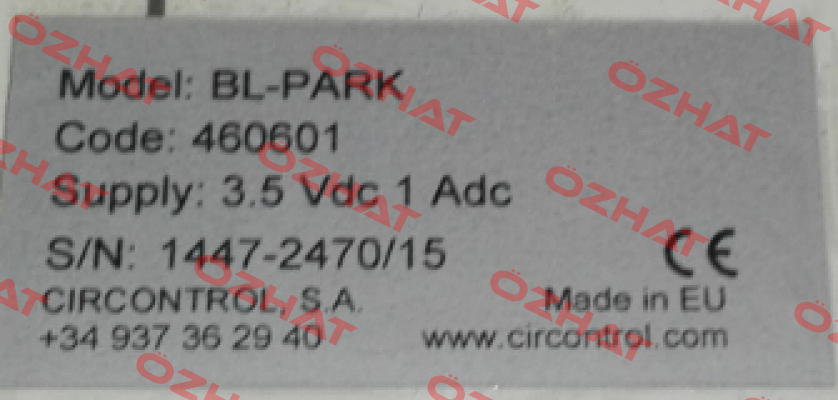 Model: BL-PARK
Code: 460601
Supply: 3.5 Vdc 1 Adc
S/N: 1447-2470/15 CE
CIRCONTROL, S.A. Made in EU
+34 937 36 29 40 www.circontrol.com
ÖZHAT